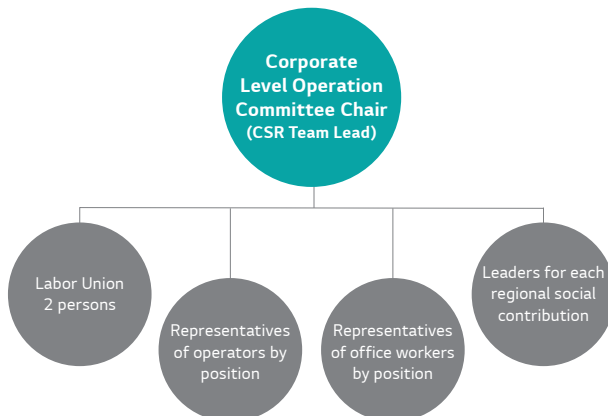 Corporate
Level Operation
Committee Chair
(CSR Team Lead)
Labor Union
2 persons
Representatives
of operators by
position
Representatives
of office workers
by position
Leaders for each
regional social
contribution